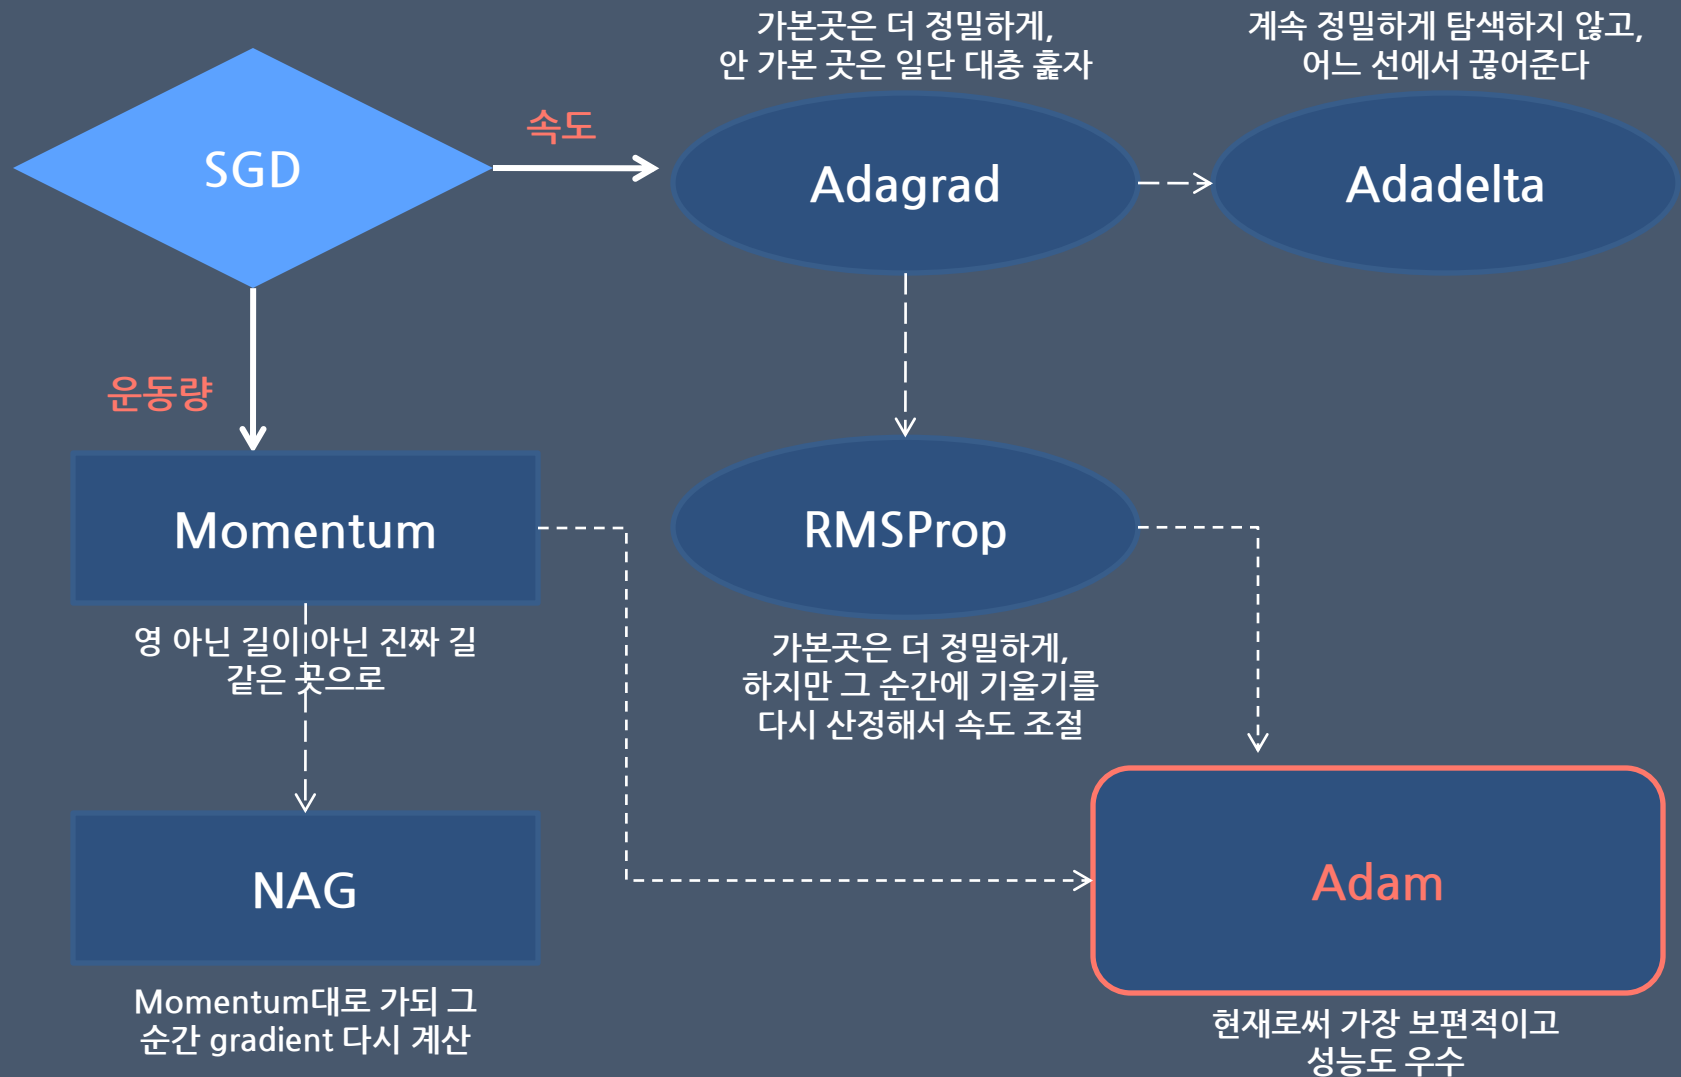 가본곳은 더 정밀하게,
안 가본 곳은 일단 대충 훑자
계속 정밀하게 탐색하지 않고,
어느 선에서 끊어준다
SGD
속도
Adagrad
Adadelta
운동량
Momentum
RMSProp
영 아닌 길이 아닌 진짜 길
같은 곳으로
가본곳은 더 정밀하게,
하지만 그 순간에 기울기를
다시 산정해서 속도 조절
NAG
Adam
Momentum대로 가되 그
순간 gradient 다시 계산
현재로써 가장 보편적이고
성능도 우수